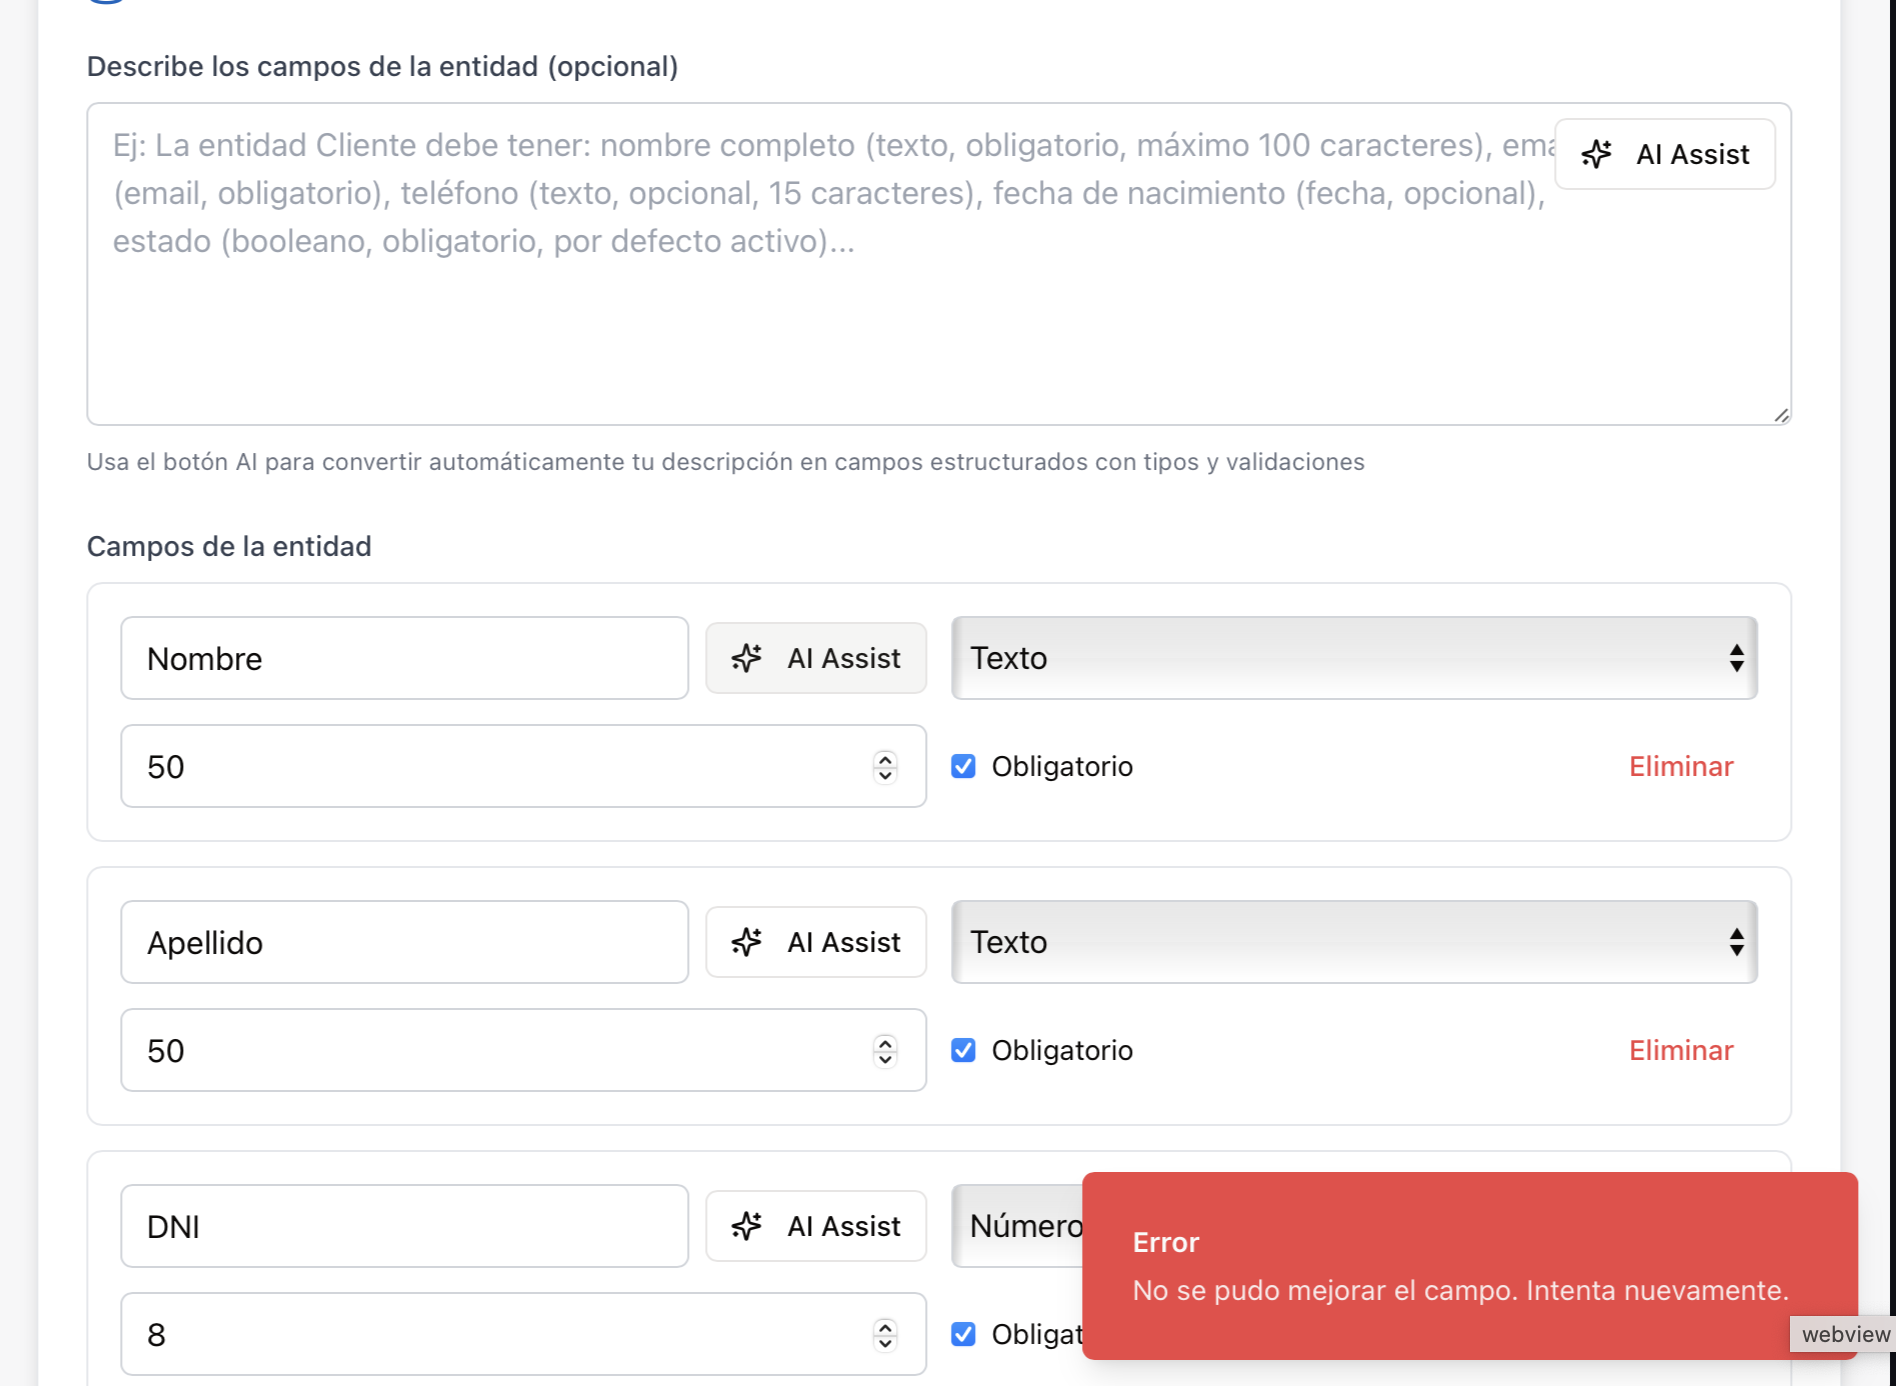 Describe los campos de la entidad (opcional)
Ej: La entidad Cliente debe tener: nombre completo (texto, obligatorio, máximo 100 caracteres),
AI Assist
(email, obligatorio), teléfono (texto, opcional, 15 caracteres), fecha de nacimiento (fecha, opcional),
estado (booleano, obligatorio, por defecto activo)...
Usa el botón AI para convertir automáticamente tu descripción en campos estructurados con tipos y validaciones
Campos de la entidad
Nombre AI Assist Texto
50 Obligatorio Eliminar
Apellido AI Assist Texto
50 Obligatorio Eliminar
DNI AI Assist Número
8
Error
No se pudo mejorar el campo. Intenta nuevamente.
webview